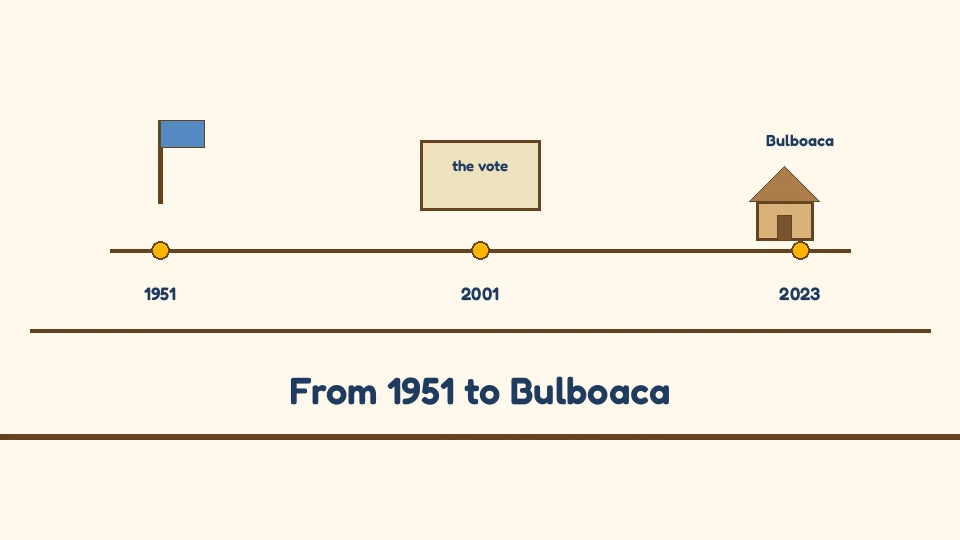 Bulboaca
the vote
1951
2001
2023
From 1951 to Bulboaca